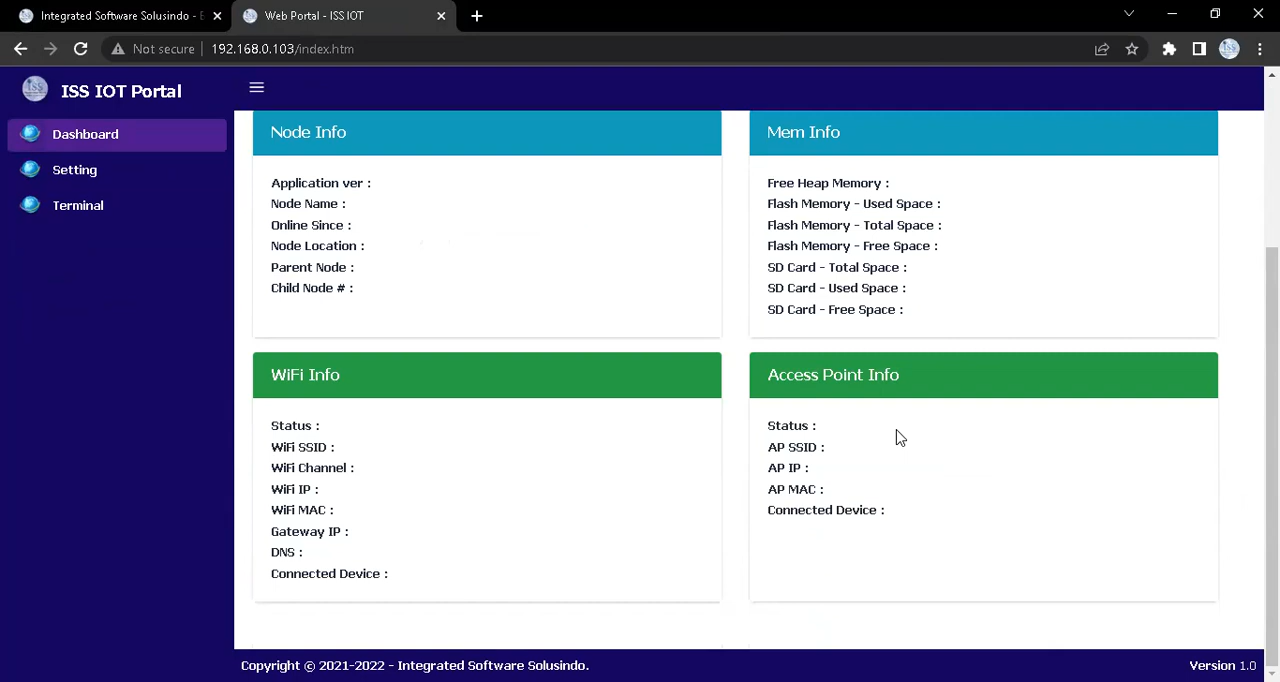 Integrated Software Solusindo - E
Web Portal - ISS IOT
Not secure
192.168.0.103/index.htm
ISS IOT Portal
Dashboard
Setting
Terminal
Node Info
Application ver :
Node Name :
Online Since :
Node Location :
Parent Node :
Child Node # :
Mem Info
Free Heap Memory :
Flash Memory - Used Space :
Flash Memory - Total Space :
Flash Memory - Free Space :
SD Card - Total Space :
SD Card - Used Space :
SD Card - Free Space :
WiFi Info
Status :
WiFi SSID :
WiFi Channel :
WiFi IP :
WiFi MAC :
Gateway IP :
DNS :
Connected Device :
Access Point Info
Status :
AP SSID :
AP IP :
AP MAC :
Connected Device :
Copyright © 2021-2022 - Integrated Software Solusindo.
Version 1.0